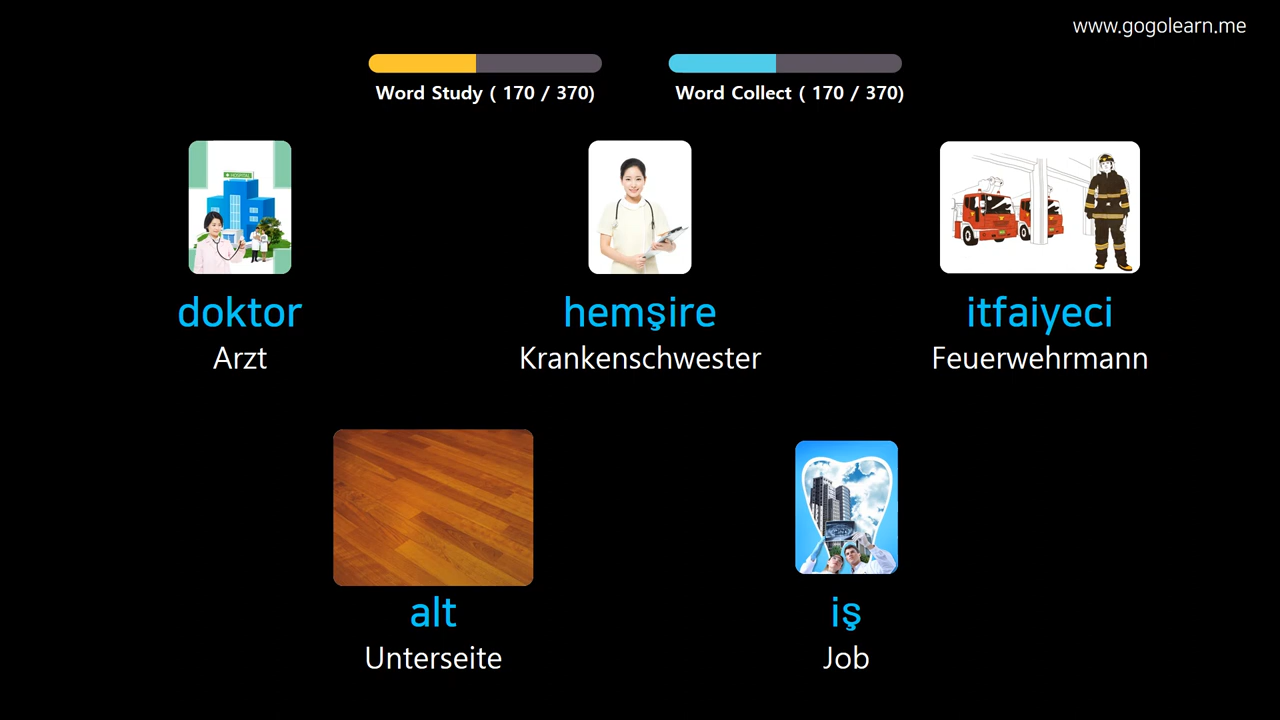 www.gogolearn.me
Word Study ( 170 / 370)
Word Collect ( 170 / 370)
HOSPITAL
doktor
Arzt
hemşire
Krankenschwester
itfaiyeci
Feuerwehrmann
alt
Unterseite
iş
Job